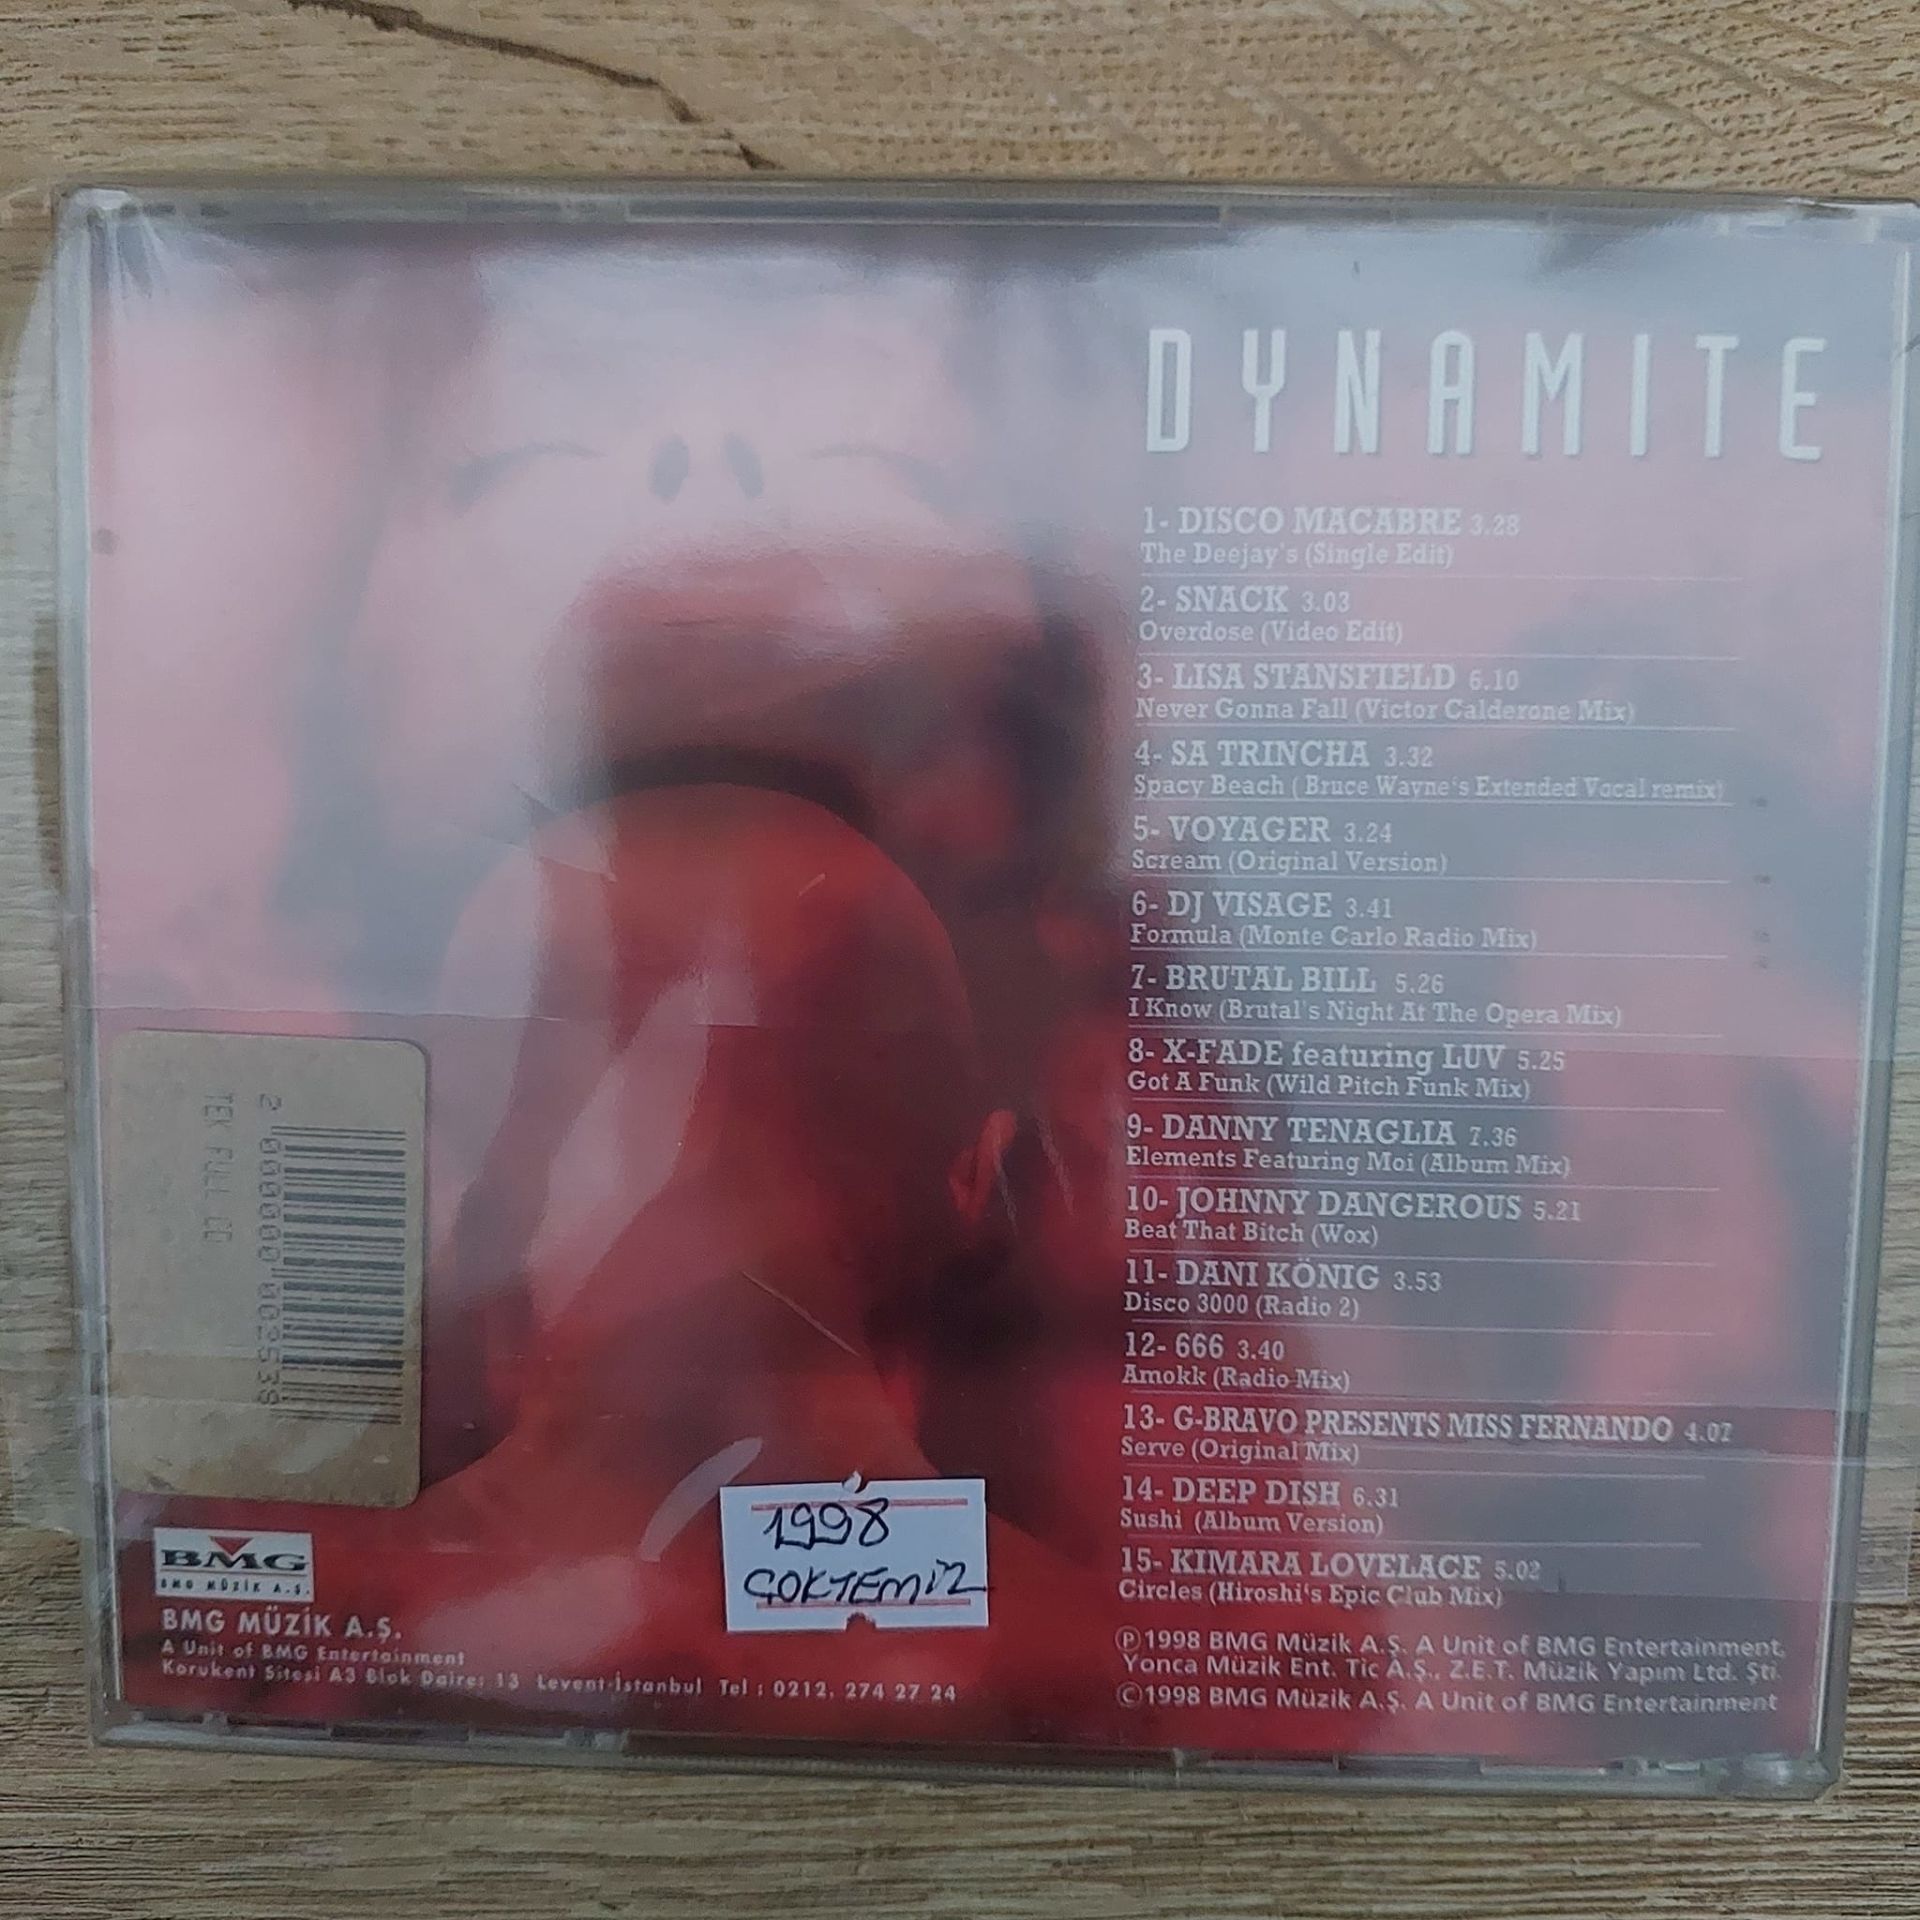 DYNAMITE
1- DISCO MACABRE 3.28
The Deejay's (Single Edit)
2- SNACK 3.03
Overdose (Video Edit)
3- LISA STANSFIELD 6.10
Never Gonna Fall (Victor Calderone Mix)
4- SA TRINCHA 3.32
Spacy Beach ( Bruce Wayne's Extended Vocal remix)
5- VOYAGER 3.24
Scream (Original Version)
6- DJ VISAGE 3.41
Formula (Monte Carlo Radio Mix)
7- BRUTAL BILL 5.26
I Know (Brutal's Night At The Opera Mix)
8- X-FADE featuring LUV 5.25
Got A Funk (Wild Pitch Funk Mix)
9- DANNY TENAGLIA 7.36
Elements Featuring Moi (Album Mix)
10- JOHNNY DANGEROUS 5.21
Beat That Bitch (Wox)
11- DANI KÖNIG 3.53
Disco 3000 (Radio 2)
12- 666 3.40
Amokk (Radio Mix)
13- G-BRAVO PRESENTS MISS FERNANDO 4.07
Serve (Original Mix)
14- DEEP DISH 6.31
Sushi (Album Version)
15- KIMARA LOVELACE 5.02
Circles (Hiroshi's Epic Club Mix)
℗1998 BMG Müzik A.Ş. A Unit of BMG Entertainment,
Yonca Müzik Ent. Tic A.Ş., Z.E.T. Müzik Yapım Ltd. Şti.
©1998 BMG Müzik A.Ş. A Unit of BMG Entertainment
2 000000 002538
TEK FULL CD
1998
ÇOKTEMİZ
BMG
BMG MÜZİK A.Ş.
BMG MÜZİK A.Ş.
A Unit of BMG Entertainment
Korukent Sitesi A3 Blok Daire: 13 Levent-İstanbul Tel : 0212. 274 27 24